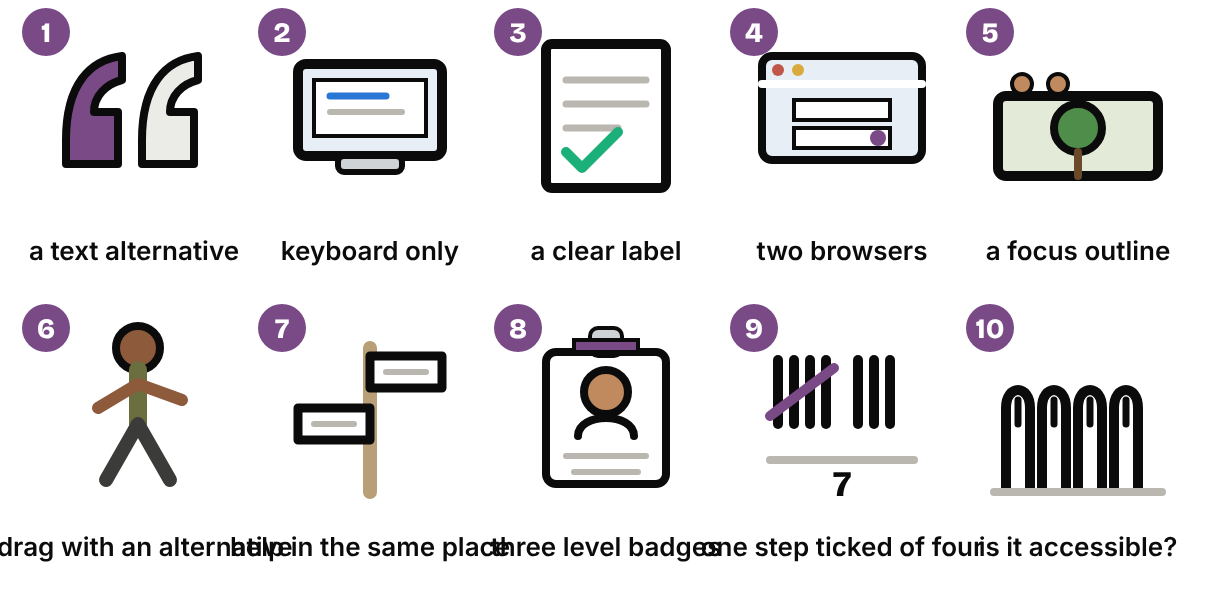 1
2
3
4
5
a text alternative
keyboard only
a clear label
two browsers
a focus outline
6
7
8
9
10
7
drag with an alternative
help in the same place
three level badges
one step ticked of four
is it accessible?